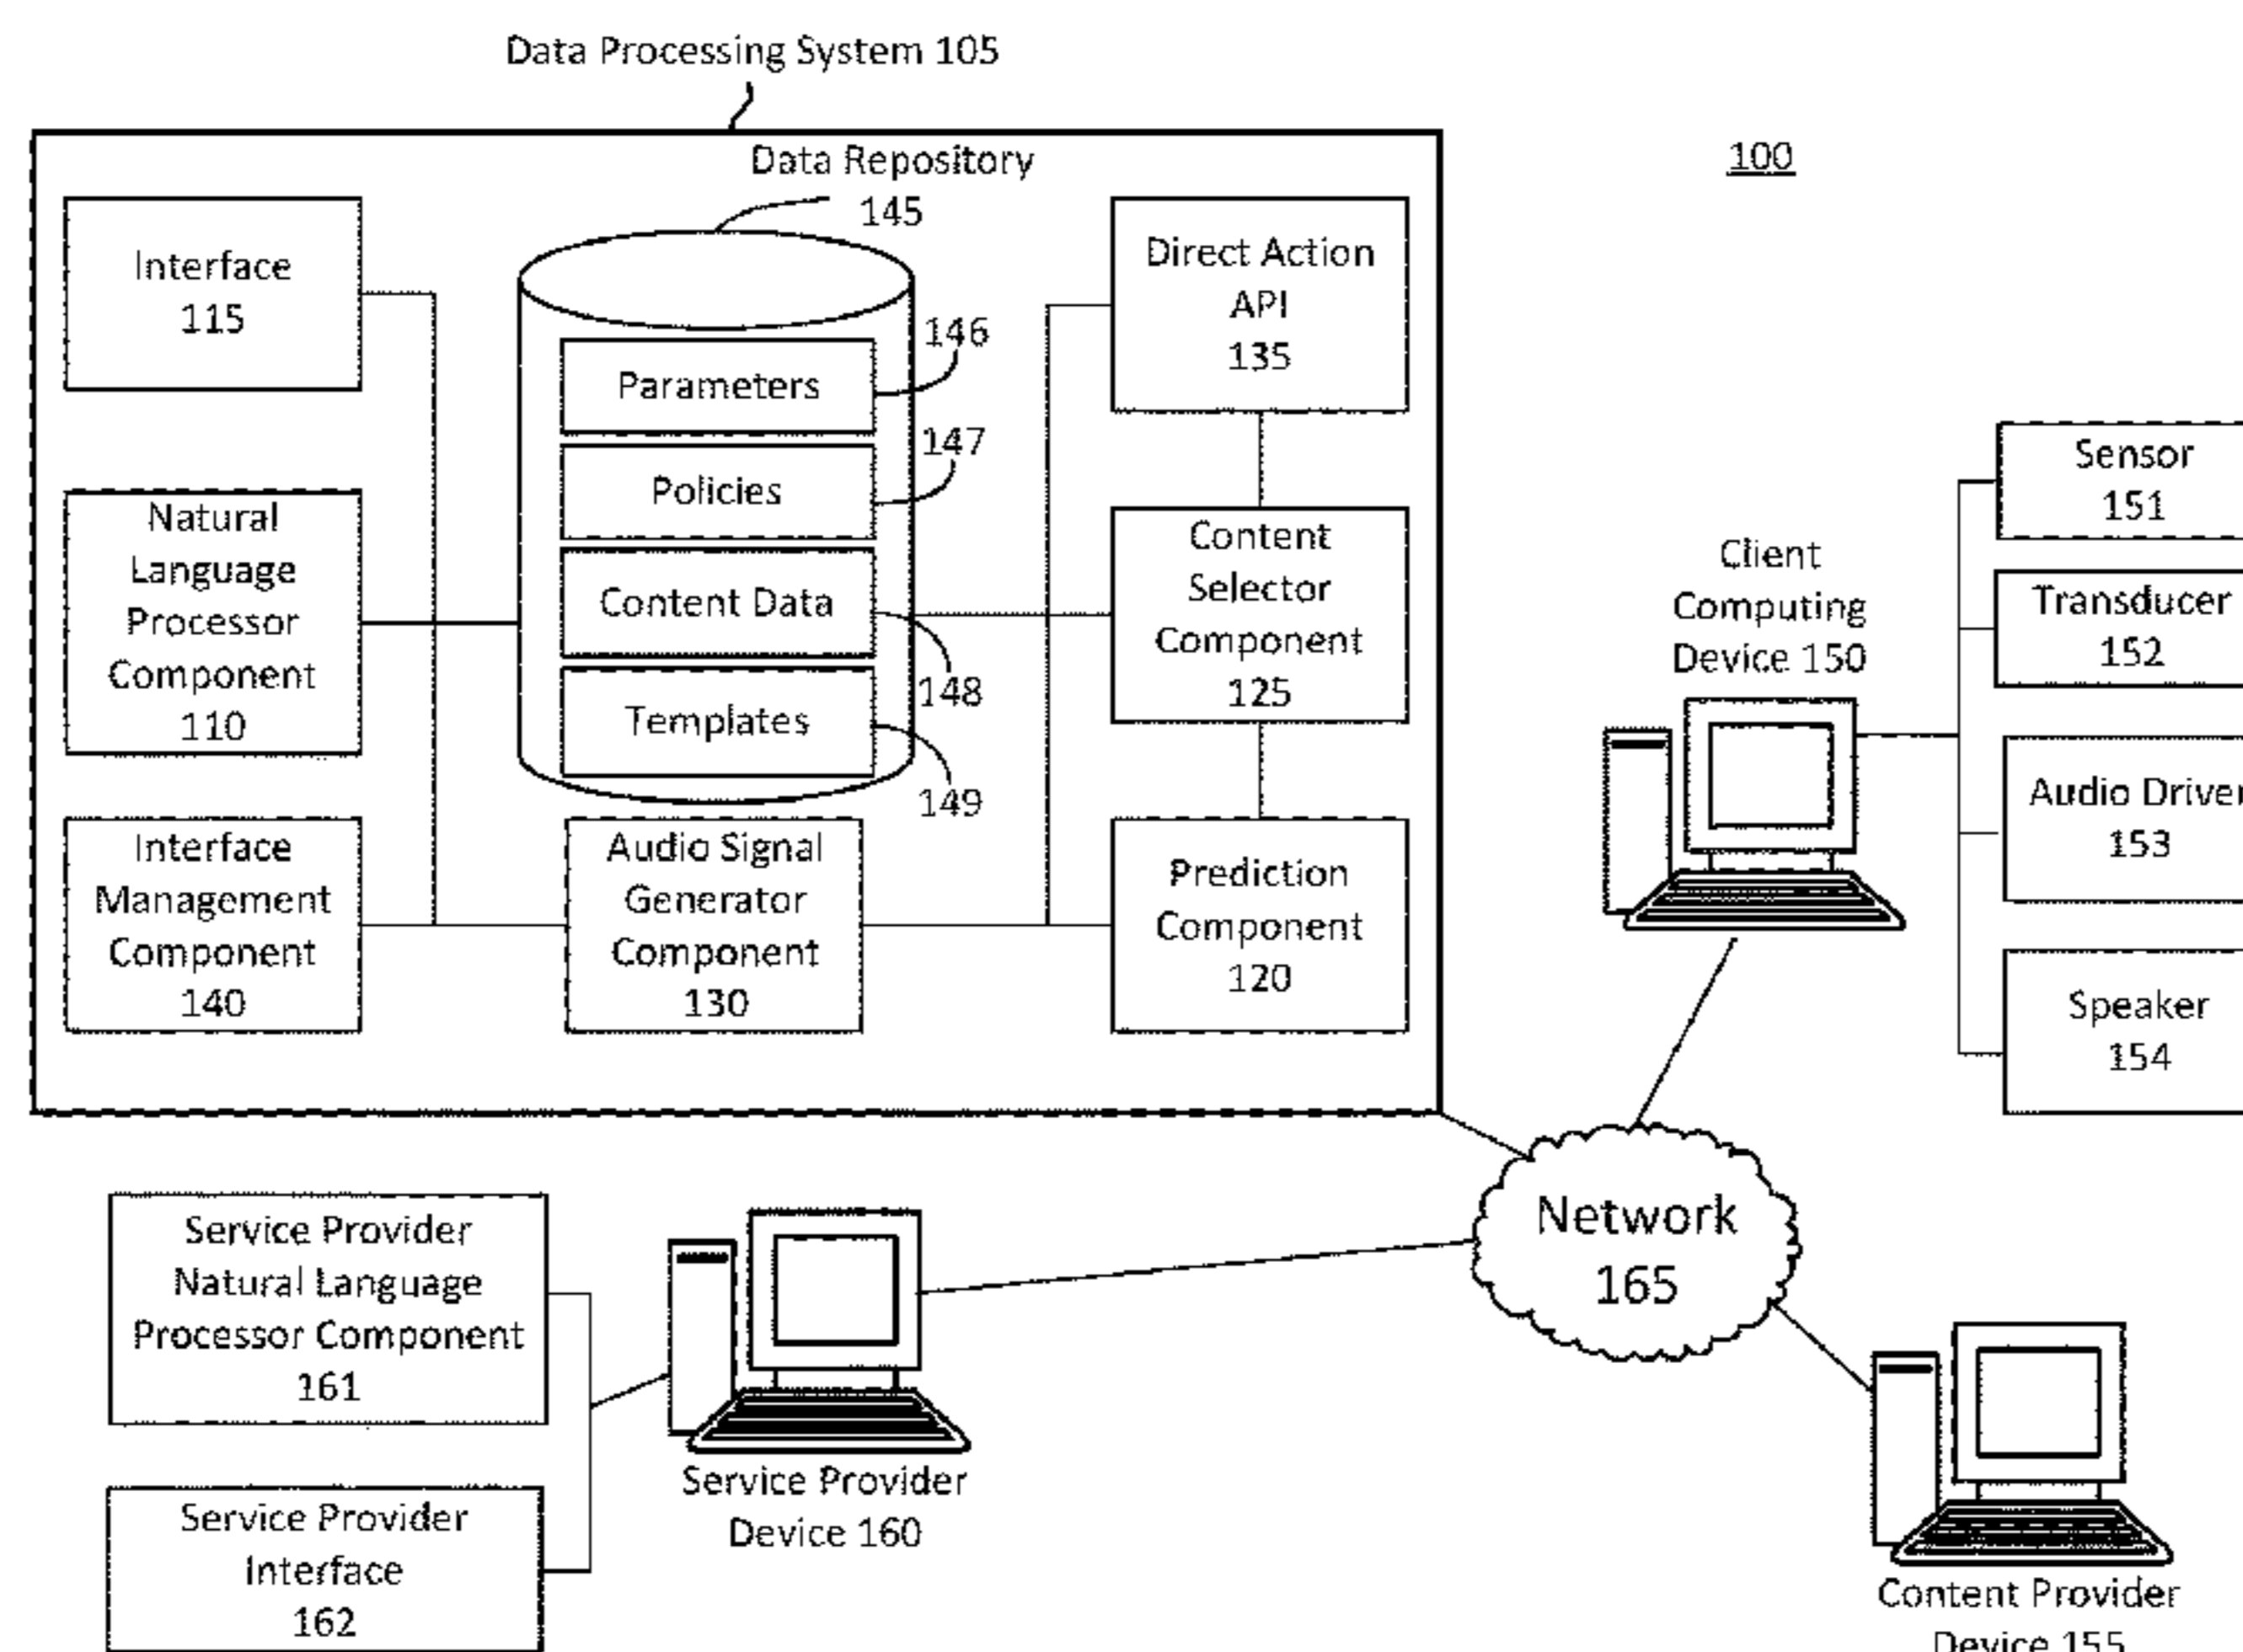 Data Processing System 105
100
Data Repository
145
Interface
115
146
Parameters
147
Policies
Content Data
148
Templates
149
Direct Action
API
135
Natural
Language
Processor
Component
110
Content
Selector
Component
125
Interface
Management
Component
140
Audio Signal
Generator
Component
130
Prediction
Component
120
Client
Computing
Device 150
Sensor
151
Transducer
152
Audio Driver
153
Speaker
154
Network
165
Service Provider
Natural Language
Processor Component
161
Service Provider
Interface
162
Service Provider
Device 160
Content Provider
Device 155